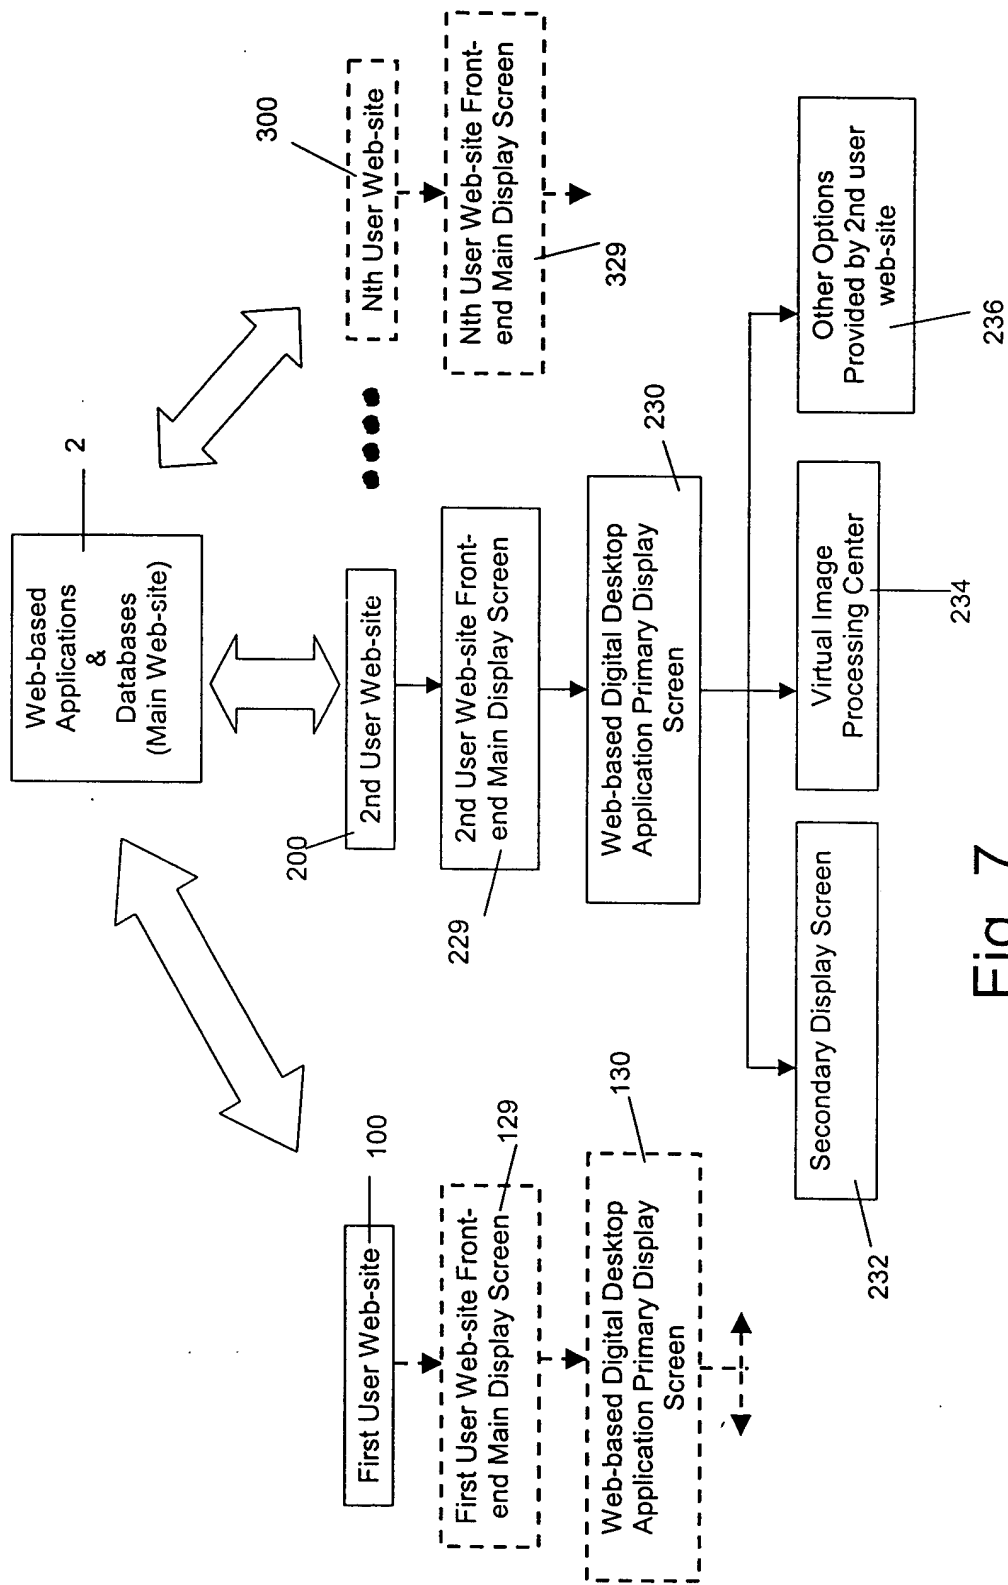 Web-based
Applications
&
Databases
(Main Web-site)
2
First User Web-site
100
2nd User Web-site
200
Nth User Web-site
300
First User Web-site Front-
end Main Display Screen
129
2nd User Web-site Front-
end Main Display Screen
229
Nth User Web-site Front-
end Main Display Screen
329
Web-based Digital Desktop
Application Primary Display
Screen
130
Web-based Digital Desktop
Application Primary Display
Screen
230
Secondary Display Screen
232
Virtual Image
Processing Center
234
Other Options
Provided by 2nd user
web-site
236
Fig. 7